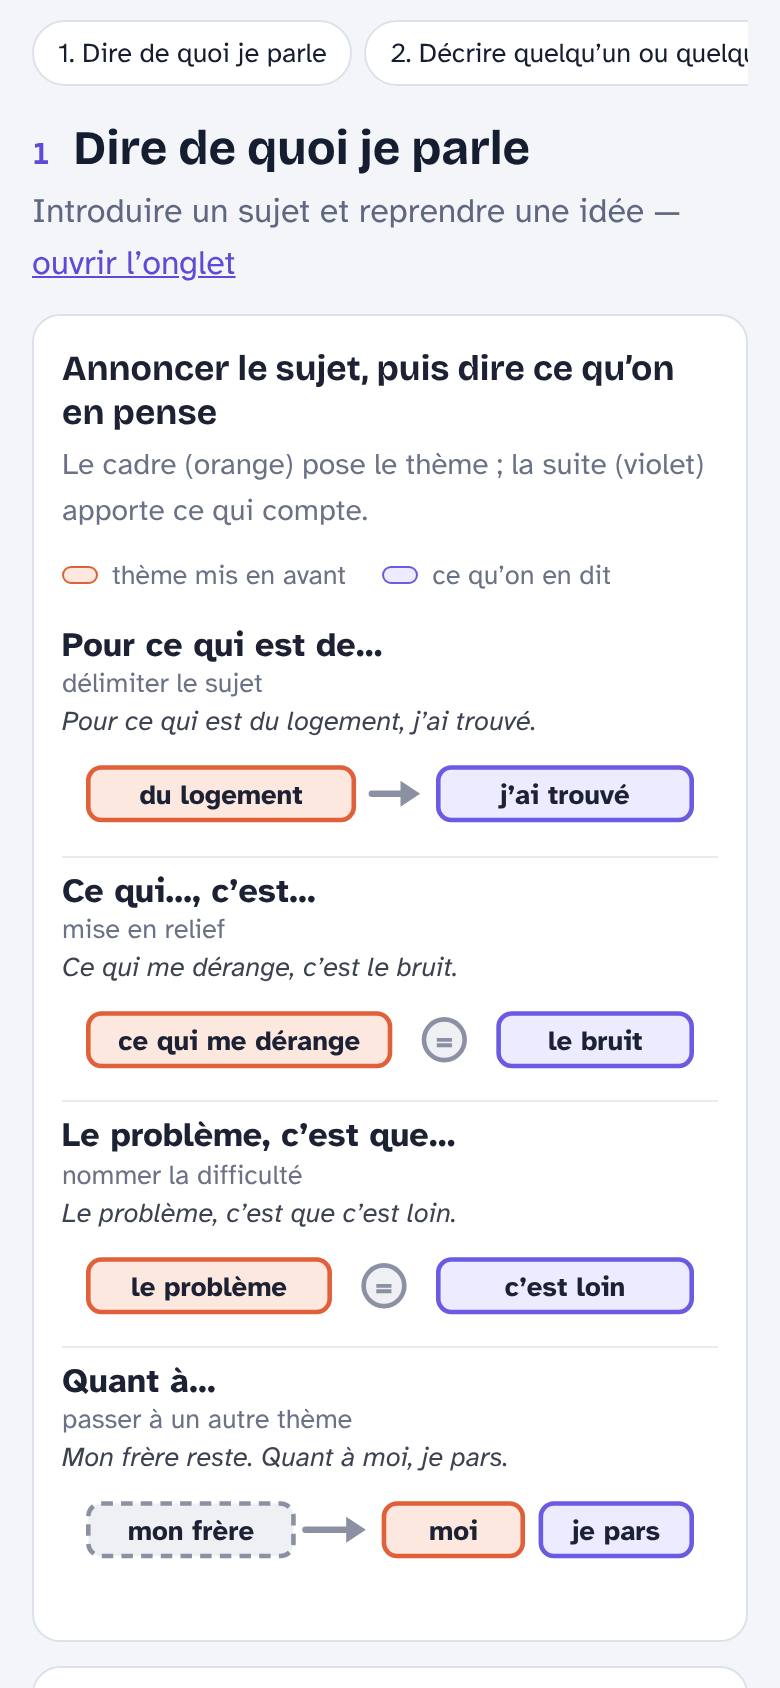 1. Dire de quoi je parle
2. Décrire quelqu’un ou quelqu
1 Dire de quoi je parle
Introduire un sujet et reprendre une idée —
ouvrir l’onglet
Annoncer le sujet, puis dire ce qu’on
en pense
Le cadre (orange) pose le thème ; la suite (violet)
apporte ce qui compte.
thème mis en avant
ce qu’on en dit
Pour ce qui est de…
délimiter le sujet
Pour ce qui est du logement, j’ai trouvé.
du logement
j’ai trouvé
Ce qui…, c’est…
mise en relief
Ce qui me dérange, c’est le bruit.
ce qui me dérange
=
le bruit
Le problème, c’est que…
nommer la difficulté
Le problème, c’est que c’est loin.
le problème
=
c’est loin
Quant à…
passer à un autre thème
Mon frère reste. Quant à moi, je pars.
mon frère
moi
je pars